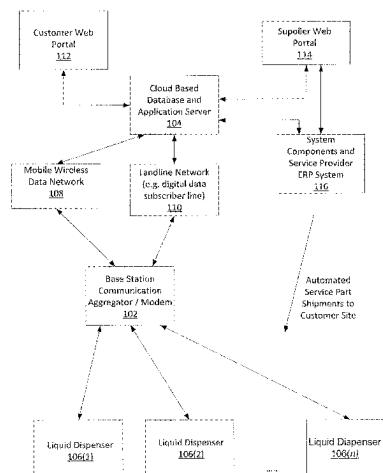 Customer Web
Portal
112
Supplier Web
Portal
114
Cloud Based
Database and
Application Server
104
Mobile Wireless
Data Network
108
Landline Network
(e.g. digital data
subscriber line)
110
System
Components and
Service Provider
ERP System
116
Base Station
Communication
Aggregator / Modem
102
Automated
Service Part
Shipments to
Customer Site
Liquid Dispenser
106(1)
Liquid Dispenser
106(2)
....
Liquid Dispenser
106(n)